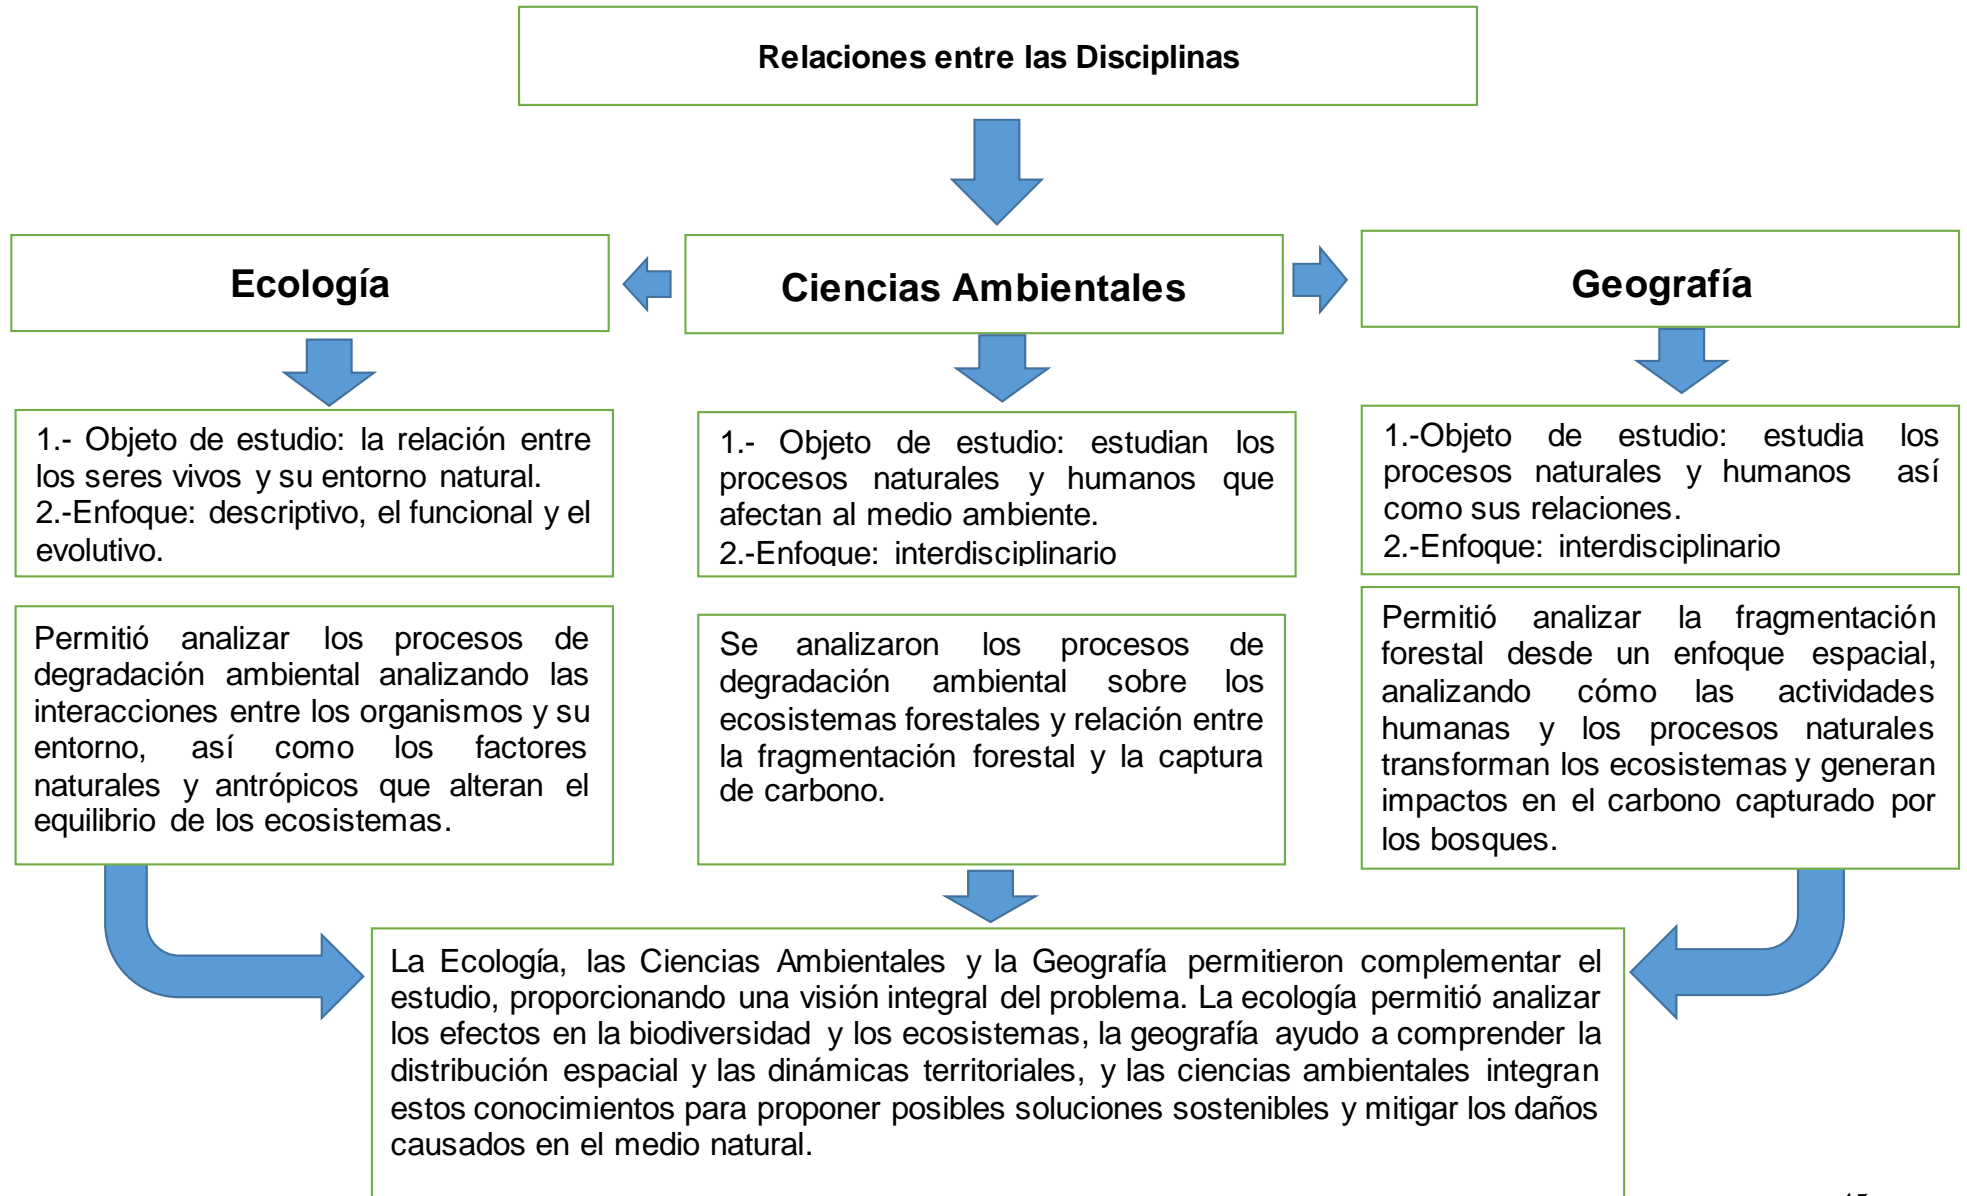 Relaciones entre las Disciplinas
Ecología
Ciencias Ambientales
Geografía
1.- Objeto de estudio: la relación entre
los seres vivos y su entorno natural.
2.-Enfoque: descriptivo, el funcional y el
evolutivo.
1.- Objeto de estudio: estudian los
procesos naturales y humanos que
afectan al medio ambiente.
2.-Enfoque: interdisciplinario
1.-Objeto de estudio: estudia los
procesos naturales y humanos así
como sus relaciones.
2.-Enfoque: interdisciplinario
Permitió analizar los procesos de
degradación ambiental analizando las
interacciones entre los organismos y su
entorno, así como los factores
naturales y antrópicos que alteran el
equilibrio de los ecosistemas.
Se analizaron los procesos de
degradación ambiental sobre los
ecosistemas forestales y relación entre
la fragmentación forestal y la captura
de carbono.
Permitió analizar la fragmentación
forestal desde un enfoque espacial,
analizando cómo las actividades
humanas y los procesos naturales
transforman los ecosistemas y generan
impactos en el carbono capturado por
los bosques.
La Ecología, las Ciencias Ambientales y la Geografía permitieron complementar el
estudio, proporcionando una visión integral del problema. La ecología permitió analizar
los efectos en la biodiversidad y los ecosistemas, la geografía ayudo a comprender la
distribución espacial y las dinámicas territoriales, y las ciencias ambientales integran
estos conocimientos para proponer posibles soluciones sostenibles y mitigar los daños
causados en el medio natural.